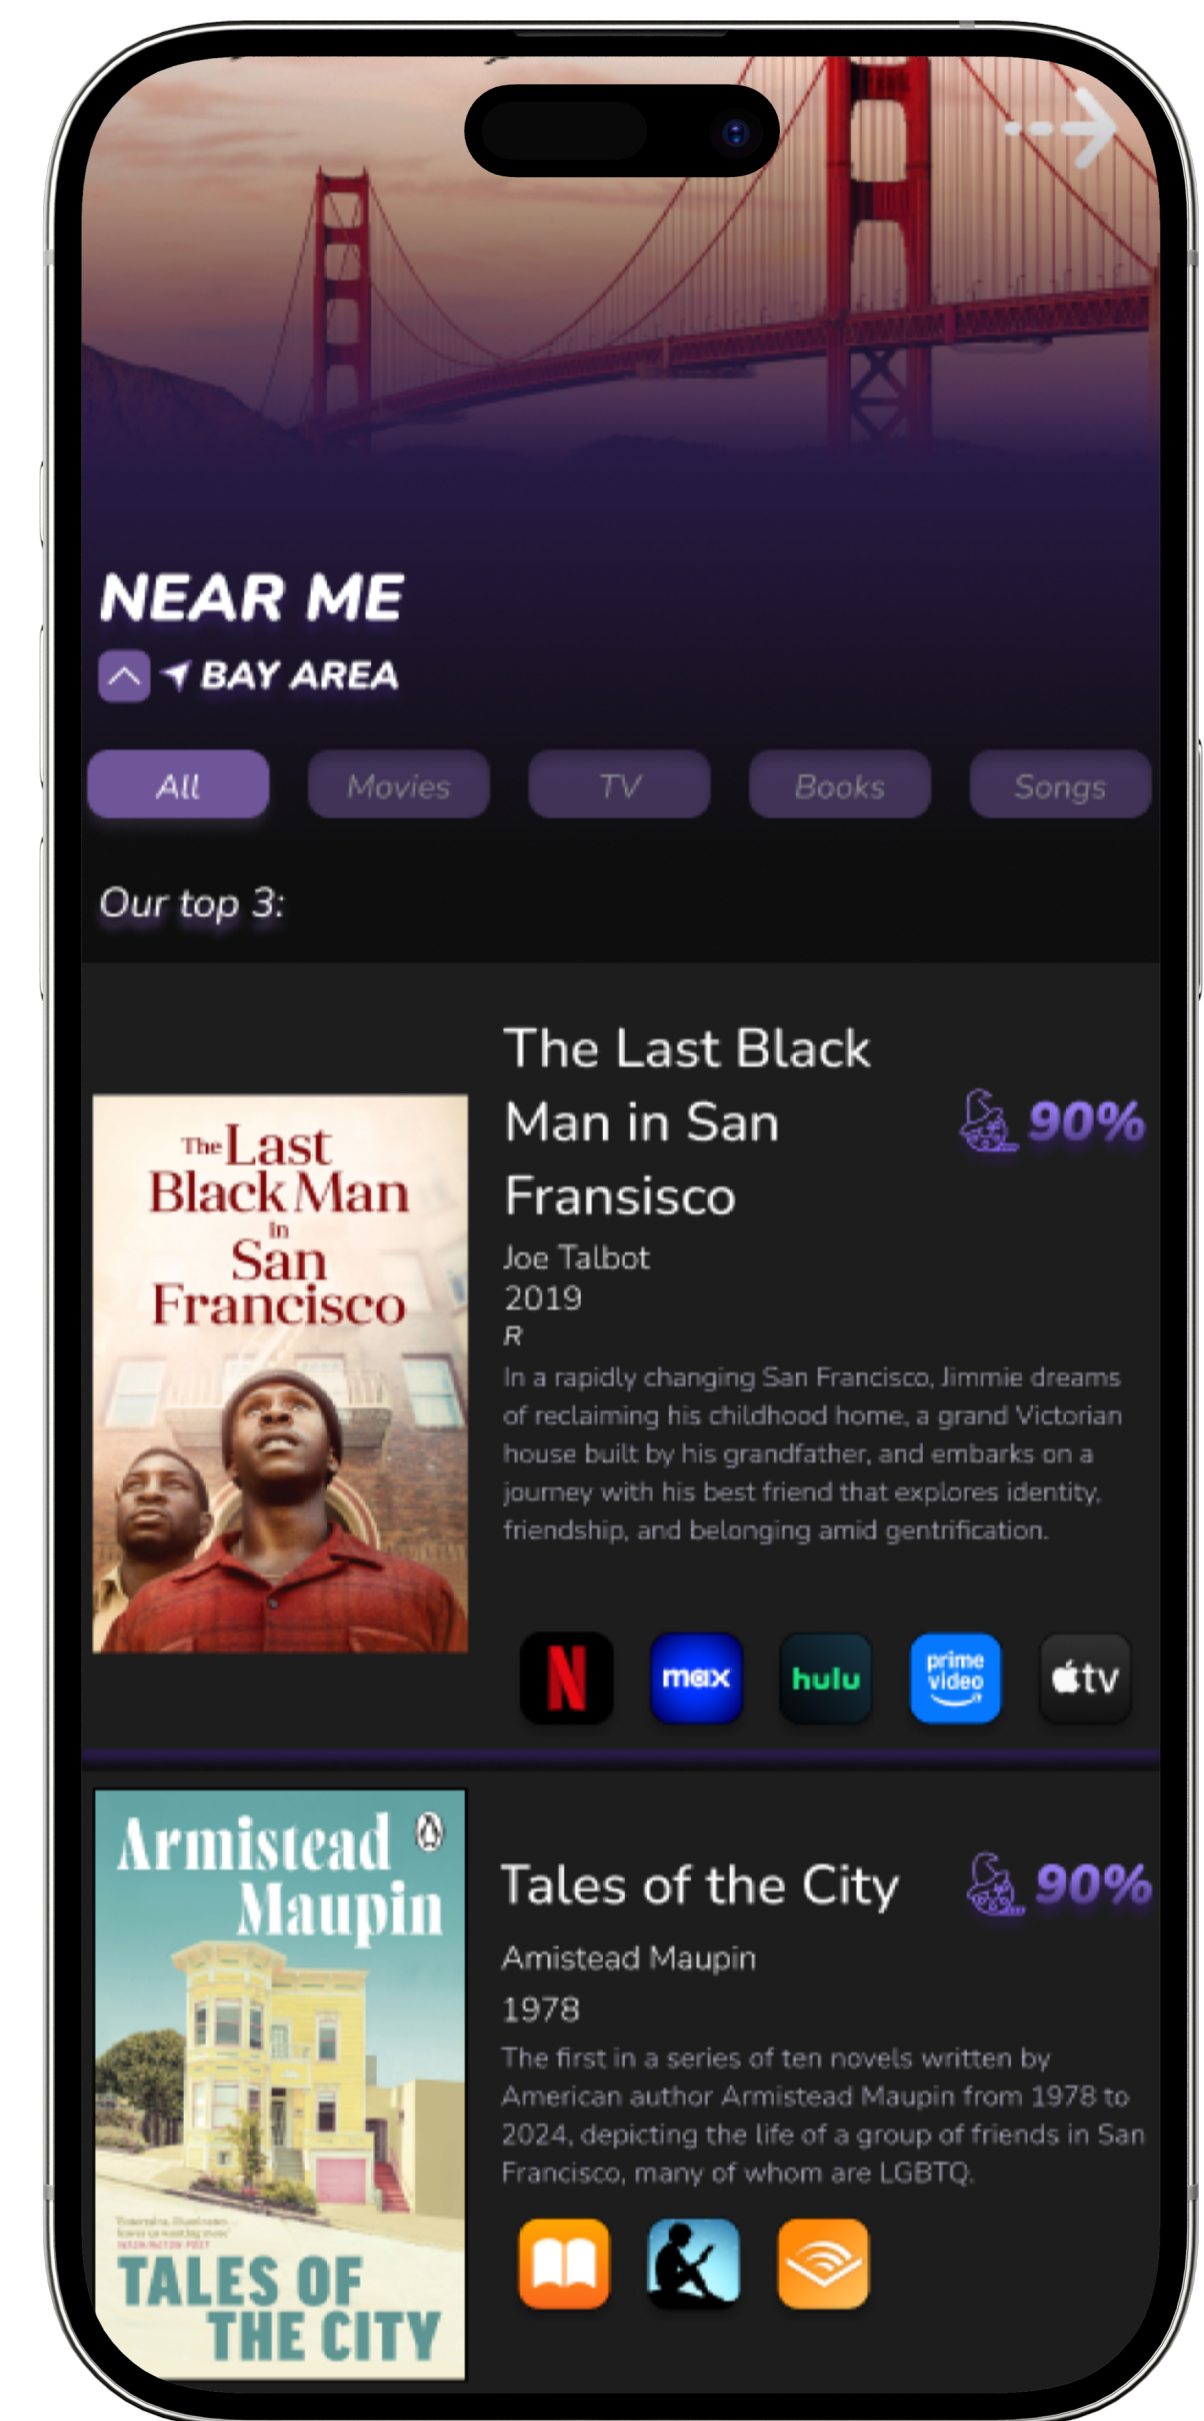 NEAR ME
BAY AREA
All
Movies
TV
Books
Songs
Our top 3:
The Last
Black Man
in
San
Francisco
The Last Black
Man in San
Fransisco
90%
Joe Talbot
2019
R
In a rapidly changing San Francisco, Jimmie dreams
of reclaiming his childhood home, a grand Victorian
house built by his grandfather, and embarks on a
journey with his best friend that explores identity,
friendship, and belonging amid gentrification.
N
max
hulu
prime
video
tv
Armistead
Maupin
TALES OF
THE CITY
Tales of the City
90%
Amistead Maupin
1978
The first in a series of ten novels written by
American author Armistead Maupin from 1978 to
2024, depicting the life of a group of friends in San
Francisco, many of whom are LGBTQ.